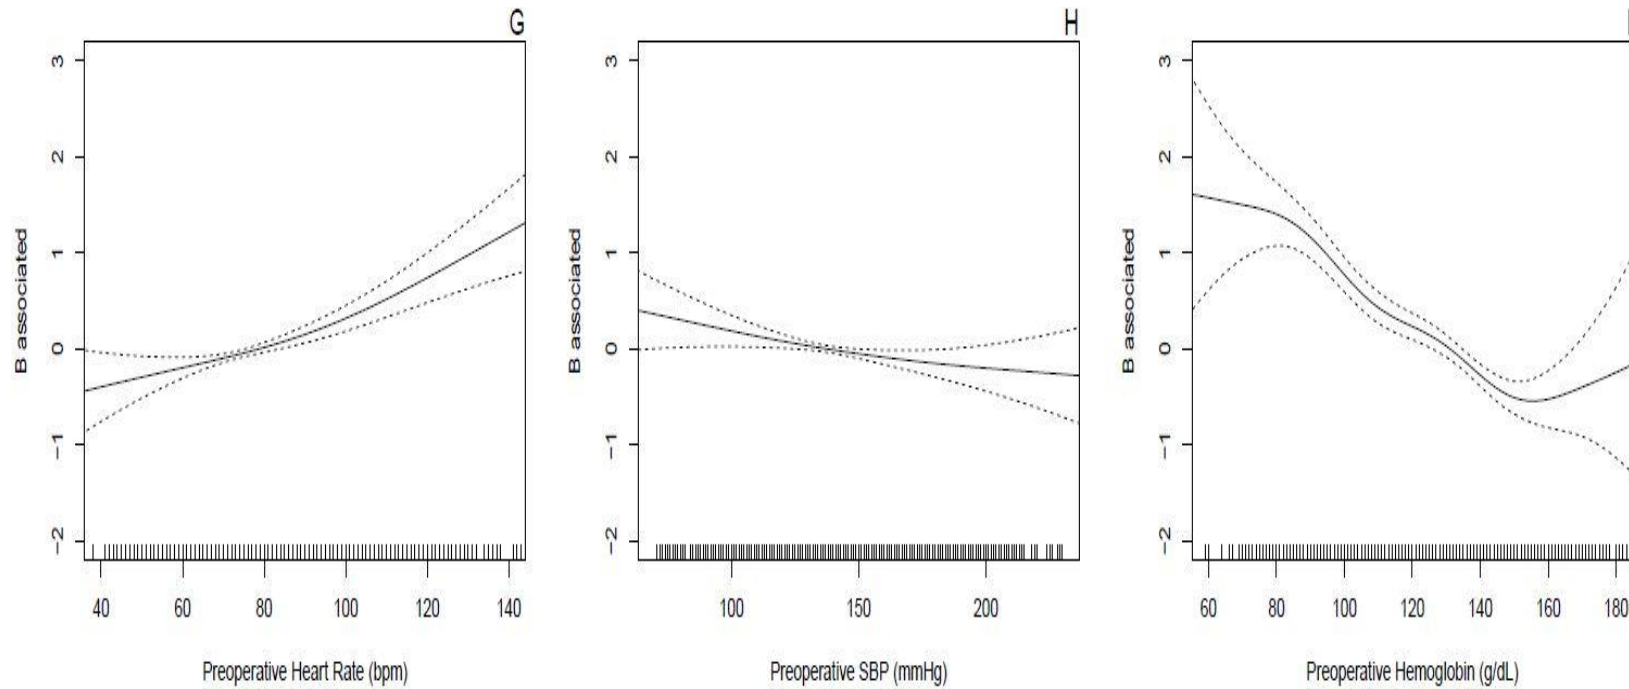 G
3
2
1
0
−1
−2
B associated
40 60 80 100 120 140
Preoperative Heart Rate (bpm)
H
3
2
1
0
−1
−2
B associated
100 150 200
Preoperative SBP (mmHg)
3
2
1
0
−1
−2
B associated
60 80 100 120 140 160 180
Preoperative Hemoglobin (g/dL)